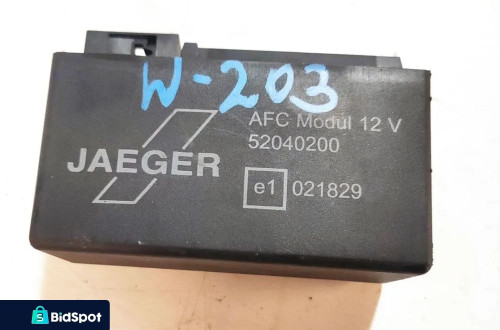 W-203
AFC Modul 12 V
52040200
JAEGER
e1 021829
S
BidSpot